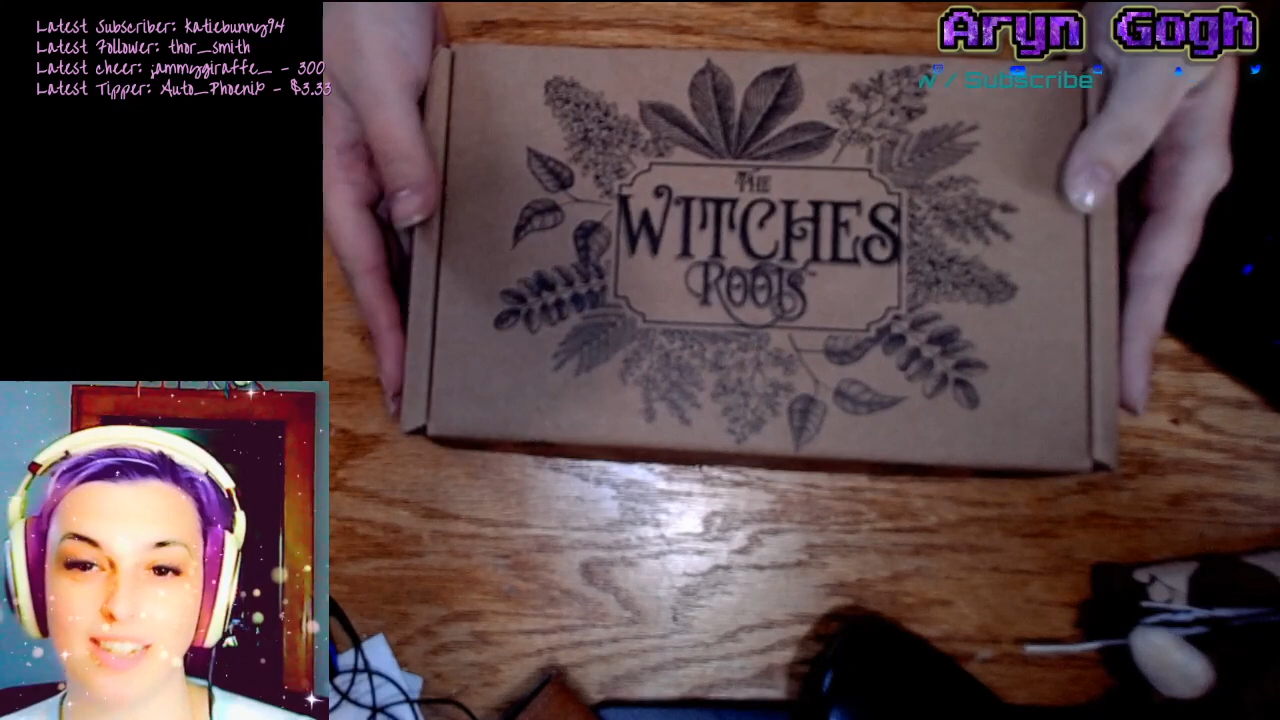 Latest Subscriber: katiebunny94
Latest Follower: thor_smith
Latest cheer: jammygiraffe_ - 300
Latest Tipper: Auto_Phoenix - $3.33
Aryn Gogh
w / Subscribe
THE
WITCHES
ROOTS